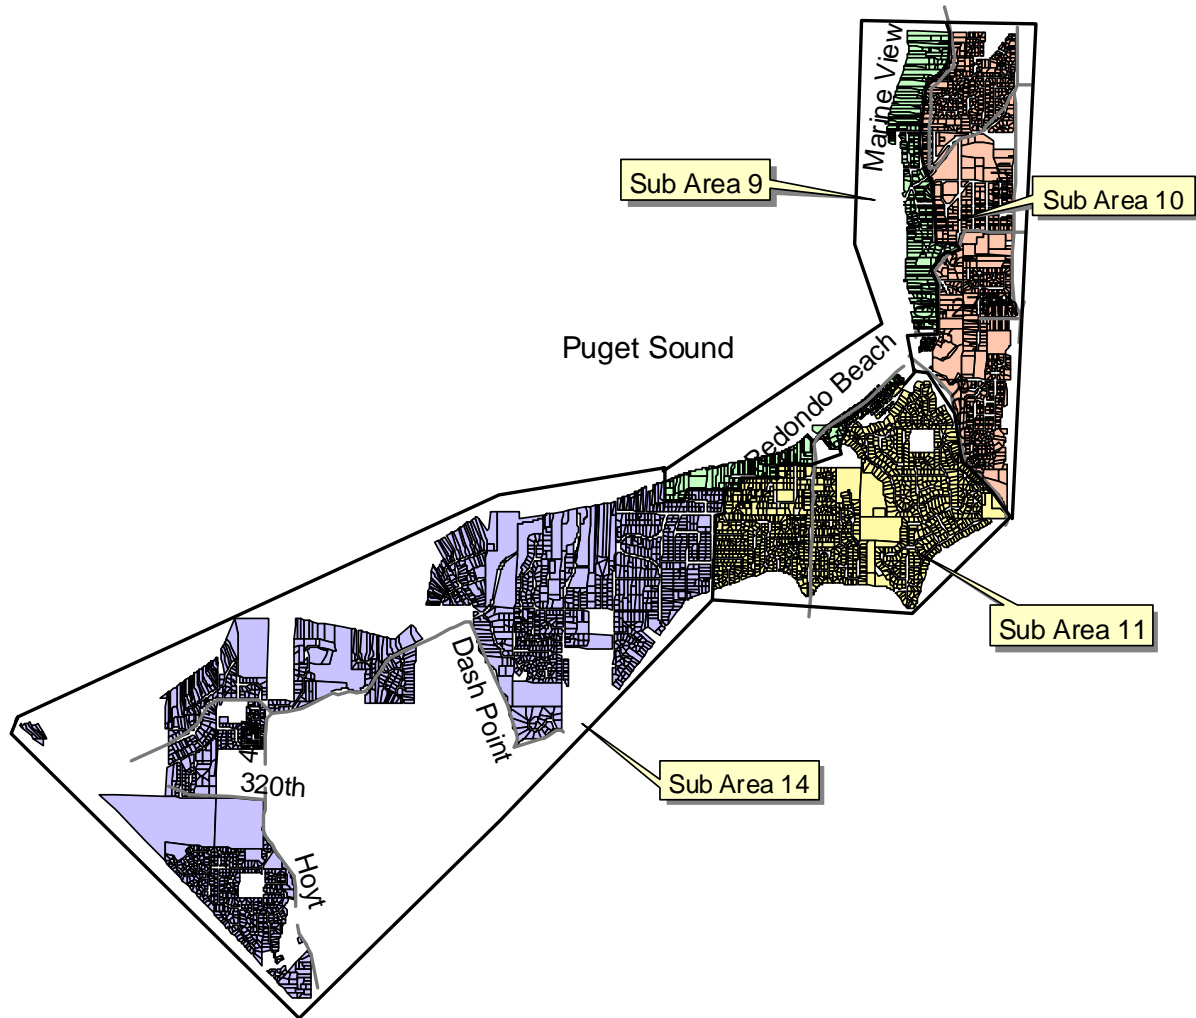 Marine View
Sub Area 9
Sub Area 10
Puget Sound
Redondo Beach
Sub Area 11
Dash Point
Sub Area 14
320th
Hoyt